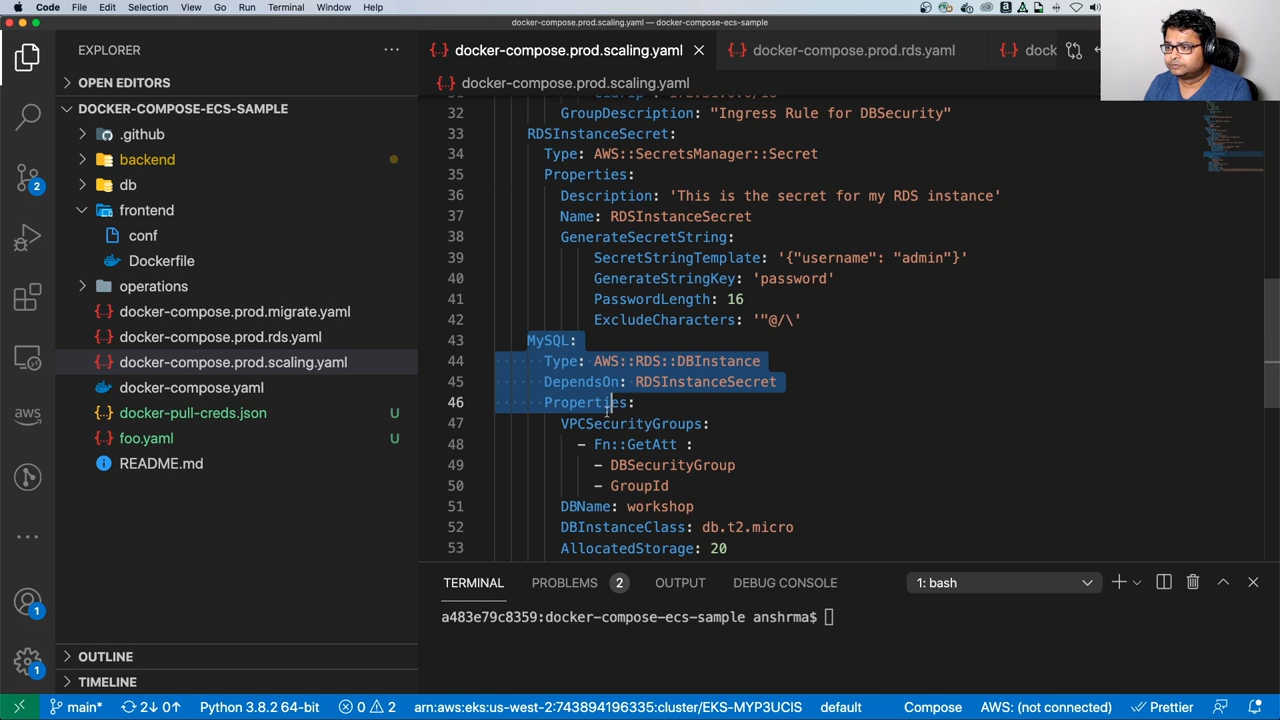 Code File Edit Selection View Go Run Terminal Window Help
docker-compose.prod.scaling.yaml — docker-compose-ecs-sample
EXPLORER
docker-compose.prod.scaling.yaml
docker-compose.prod.rds.yaml
dock
OPEN EDITORS
docker-compose.prod.scaling.yaml
DOCKER-COMPOSE-ECS-SAMPLE
.github
backend
db
frontend
conf
Dockerfile
operations
docker-compose.prod.migrate.yaml
docker-compose.prod.rds.yaml
docker-compose.prod.scaling.yaml
docker-compose.yaml
docker-pull-creds.json U
foo.yaml U
README.md
OUTLINE
TIMELINE
2
aws
1
1
32 GroupDescription: "Ingress Rule for DBSecurity"
33 RDSInstanceSecret:
34 Type: AWS::SecretsManager::Secret
35 Properties:
36 Description: 'This is the secret for my RDS instance'
37 Name: RDSInstanceSecret
38 GenerateSecretString:
39 SecretStringTemplate: '{"username": "admin"}'
40 GenerateStringKey: 'password'
41 PasswordLength: 16
42 ExcludeCharacters: '"@/\'
43 MySQL:
44 Type: AWS::RDS::DBInstance
45 DependsOn: RDSInstanceSecret
46 Properties:
47 VPCSecurityGroups:
48 - Fn::GetAtt :
49 - DBSecurityGroup
50 - GroupId
51 DBName: workshop
52 DBInstanceClass: db.t2.micro
53 AllocatedStorage: 20
TERMINAL PROBLEMS 2 OUTPUT DEBUG CONSOLE 1: bash
a483e79c8359:docker-compose-ecs-sample anshrma$
main* 2↓ 0↑ Python 3.8.2 64-bit 0 2 arn:aws:eks:us-west-2:743894196335:cluster/EKS-MYP3UCIS default Compose AWS: (not connected) Prettier